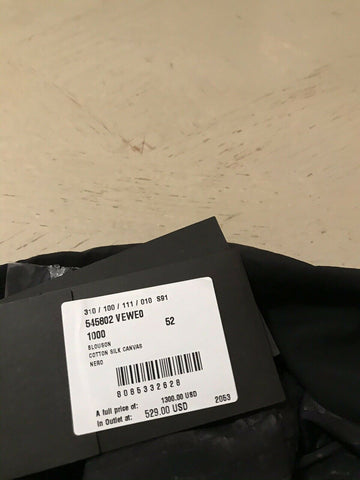 310 / 100 / 111 / 010 S91
545802 VEWE0
1000 52
BLOUSON
COTTON SILK CANVAS
NERO
8085332628
A full price of: 1300.00 USD
In Outlet at: 529.00 USD
2053